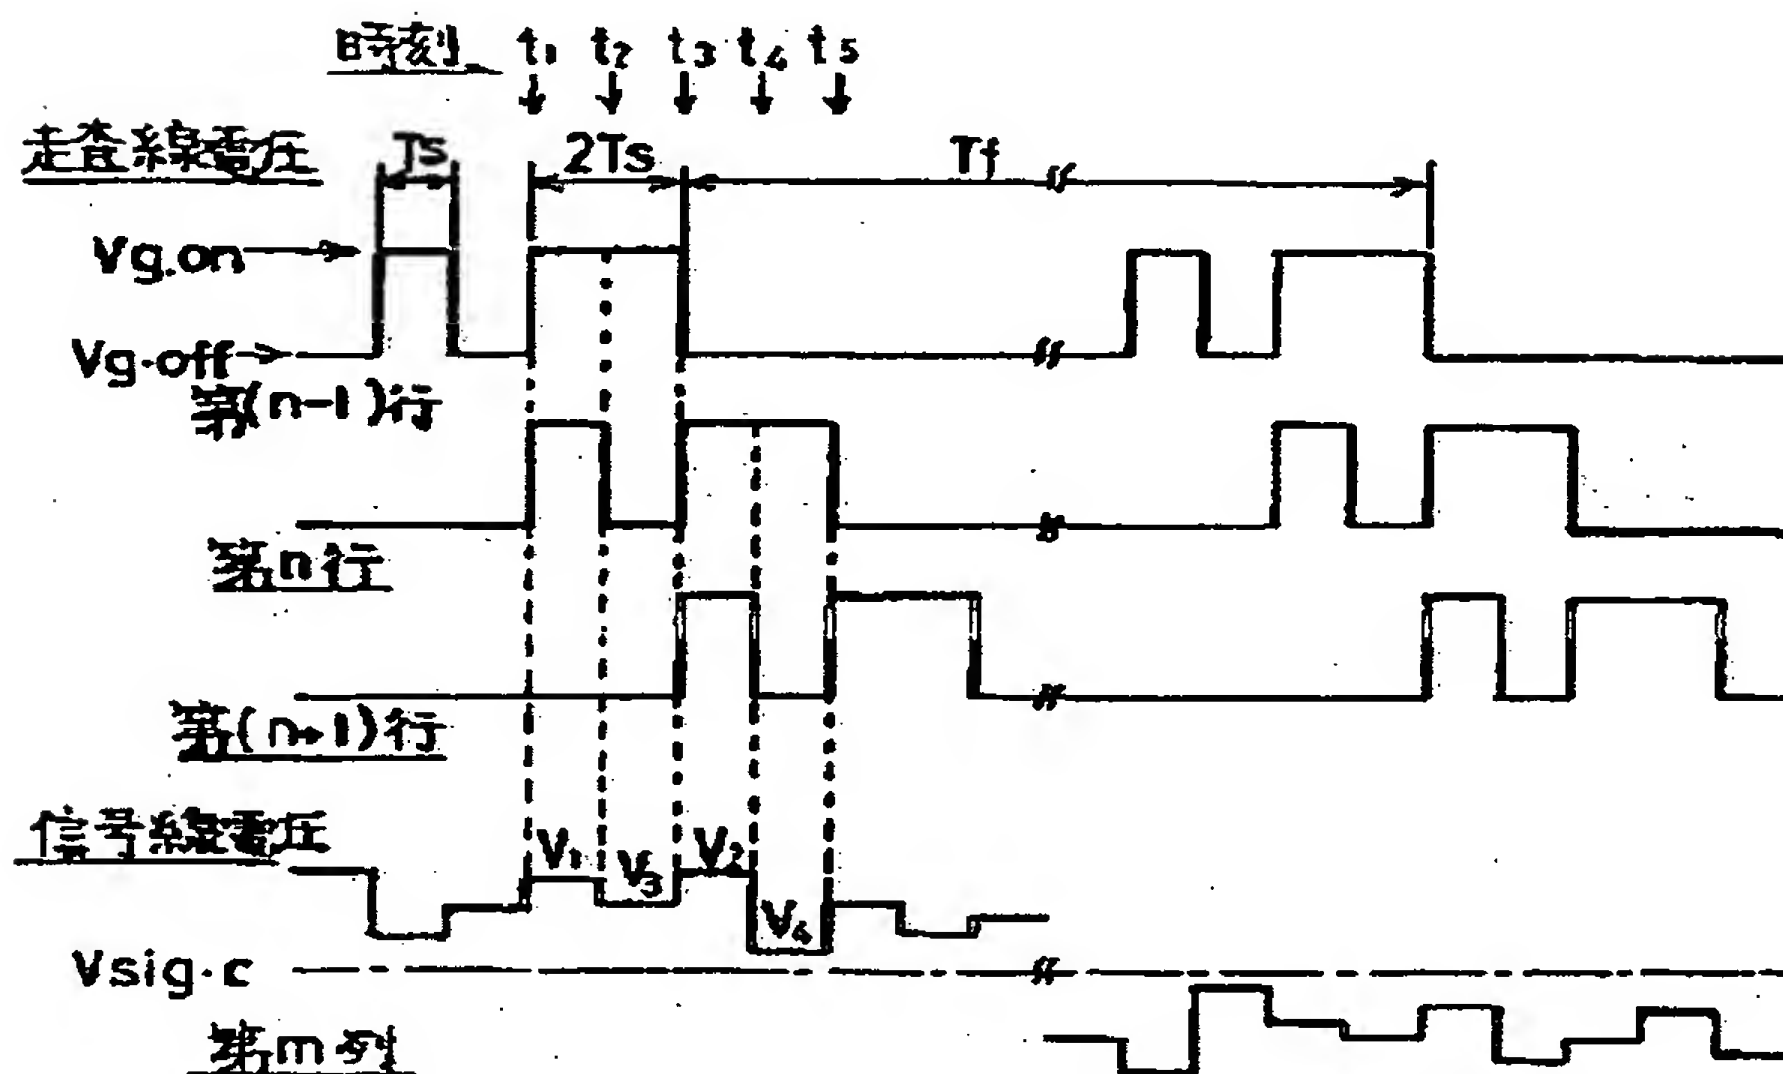 時刻 t₁ t₂ t₃ t₄ t₅
走査線電圧 Ts 2Ts Tf
Vg.on
Vg.off
第(n-1)行
第n行
第(n+1)行
信号線電圧 V₁ V₃ V₂ V₄
Vsig.c
第m列